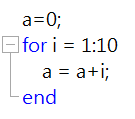 a=0;
for i = 1:10
a = a+i;
end